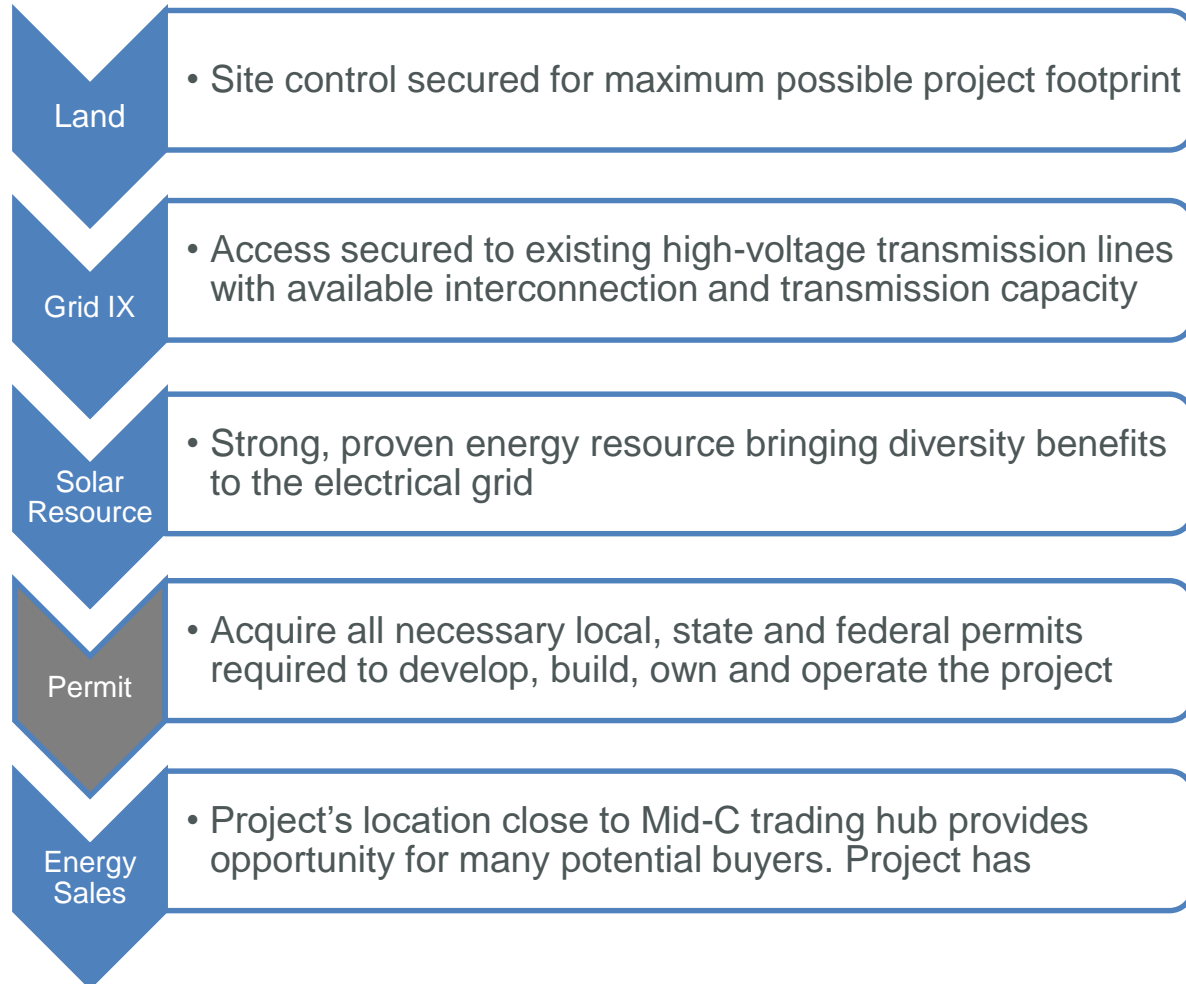 Land
• Site control secured for maximum possible project footprint
Grid IX
• Access secured to existing high-voltage transmission lines
with available interconnection and transmission capacity
Solar
Resource
• Strong, proven energy resource bringing diversity benefits
to the electrical grid
Permit
• Acquire all necessary local, state and federal permits
required to develop, build, own and operate the project
Energy
Sales
• Project’s location close to Mid-C trading hub provides
opportunity for many potential buyers. Project has